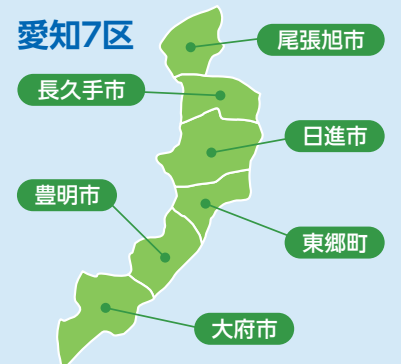 愛知7区
尾張旭市
長久手市
日進市
豊明市
東郷町
大府市